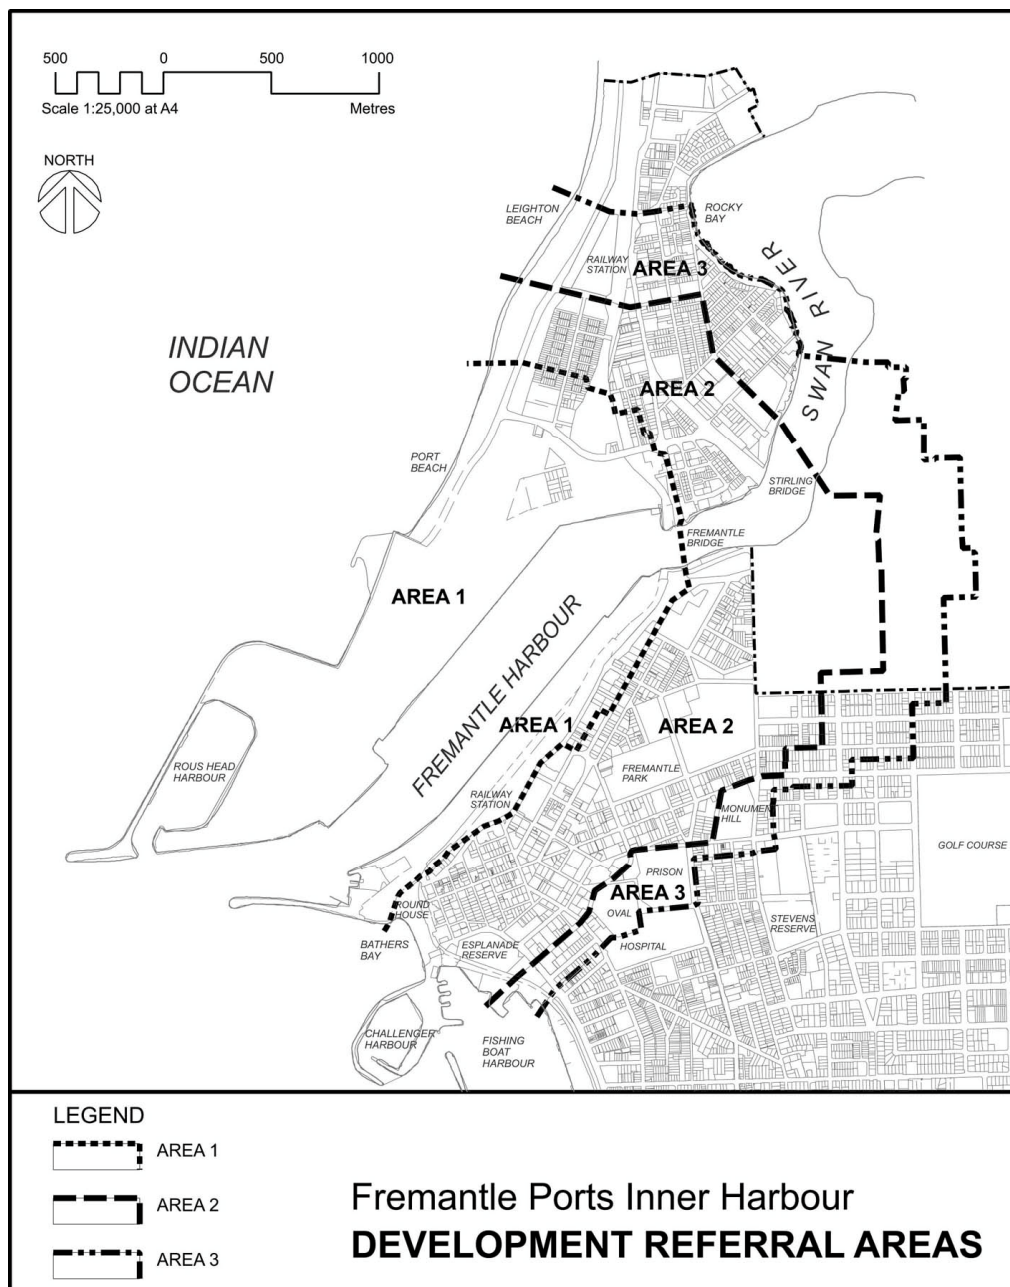 500 0 500 1000
Scale 1:25,000 at A4 Metres
NORTH
LEIGHTON
BEACH
ROCKY
BAY
RAILWAY
STATION
AREA 3
SWAN RIVER
INDIAN
OCEAN
AREA 2
PORT
BEACH
STIRLING
BRIDGE
FREMANTLE
BRIDGE
AREA 1
FREMANTLE HARBOUR
AREA 1
AREA 2
ROUS HEAD
HARBOUR
FREMANTLE
PARK
RAILWAY
STATION
MONUMEN
HILL
GOLF COURSE
PRISON
AREA 3
ROUND
HOUSE
OVAL
STEVENS
RESERVE
BATHERS
BAY
ESPLANADE
RESERVE
HOSPITAL
CHALLENGER
HARBOUR
FISHING
BOAT
HARBOUR
LEGEND
AREA 1
AREA 2
AREA 3
Fremantle Ports Inner Harbour
DEVELOPMENT REFERRAL AREAS